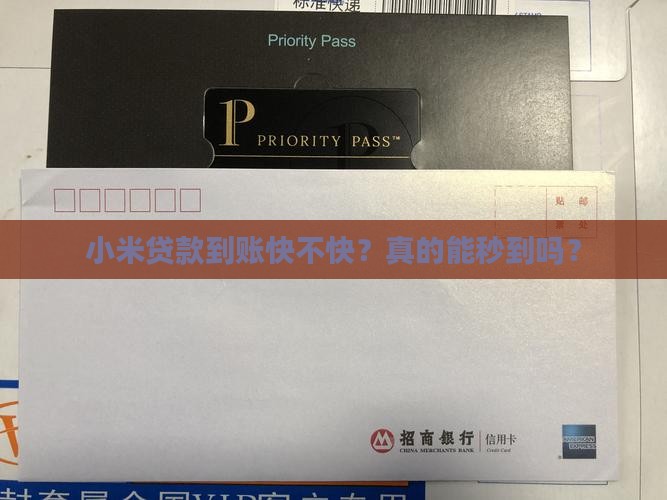 标准快递
Priority Pass
PRIORITY PASS™
贴 邮
票 处
小米贷款到账快不快？真的能秒到吗？
招商银行 信用卡
CHINA MERCHANTS BANK Credit Card
AMERICAN EXPRESS